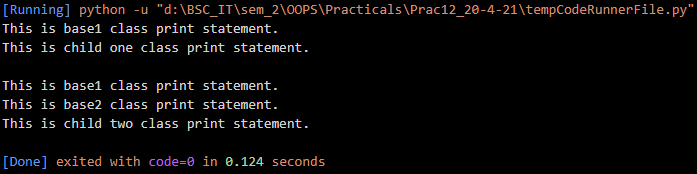 [Running] python -u "d:\BSC_IT\sem_2\OOPS\Practicals\Prac12_20-4-21\tempCodeRunnerFile.py"
This is base1 class print statement.
This is child one class print statement.

This is base1 class print statement.
This is base2 class print statement.
This is child two class print statement.

[Done] exited with code=0 in 0.124 seconds